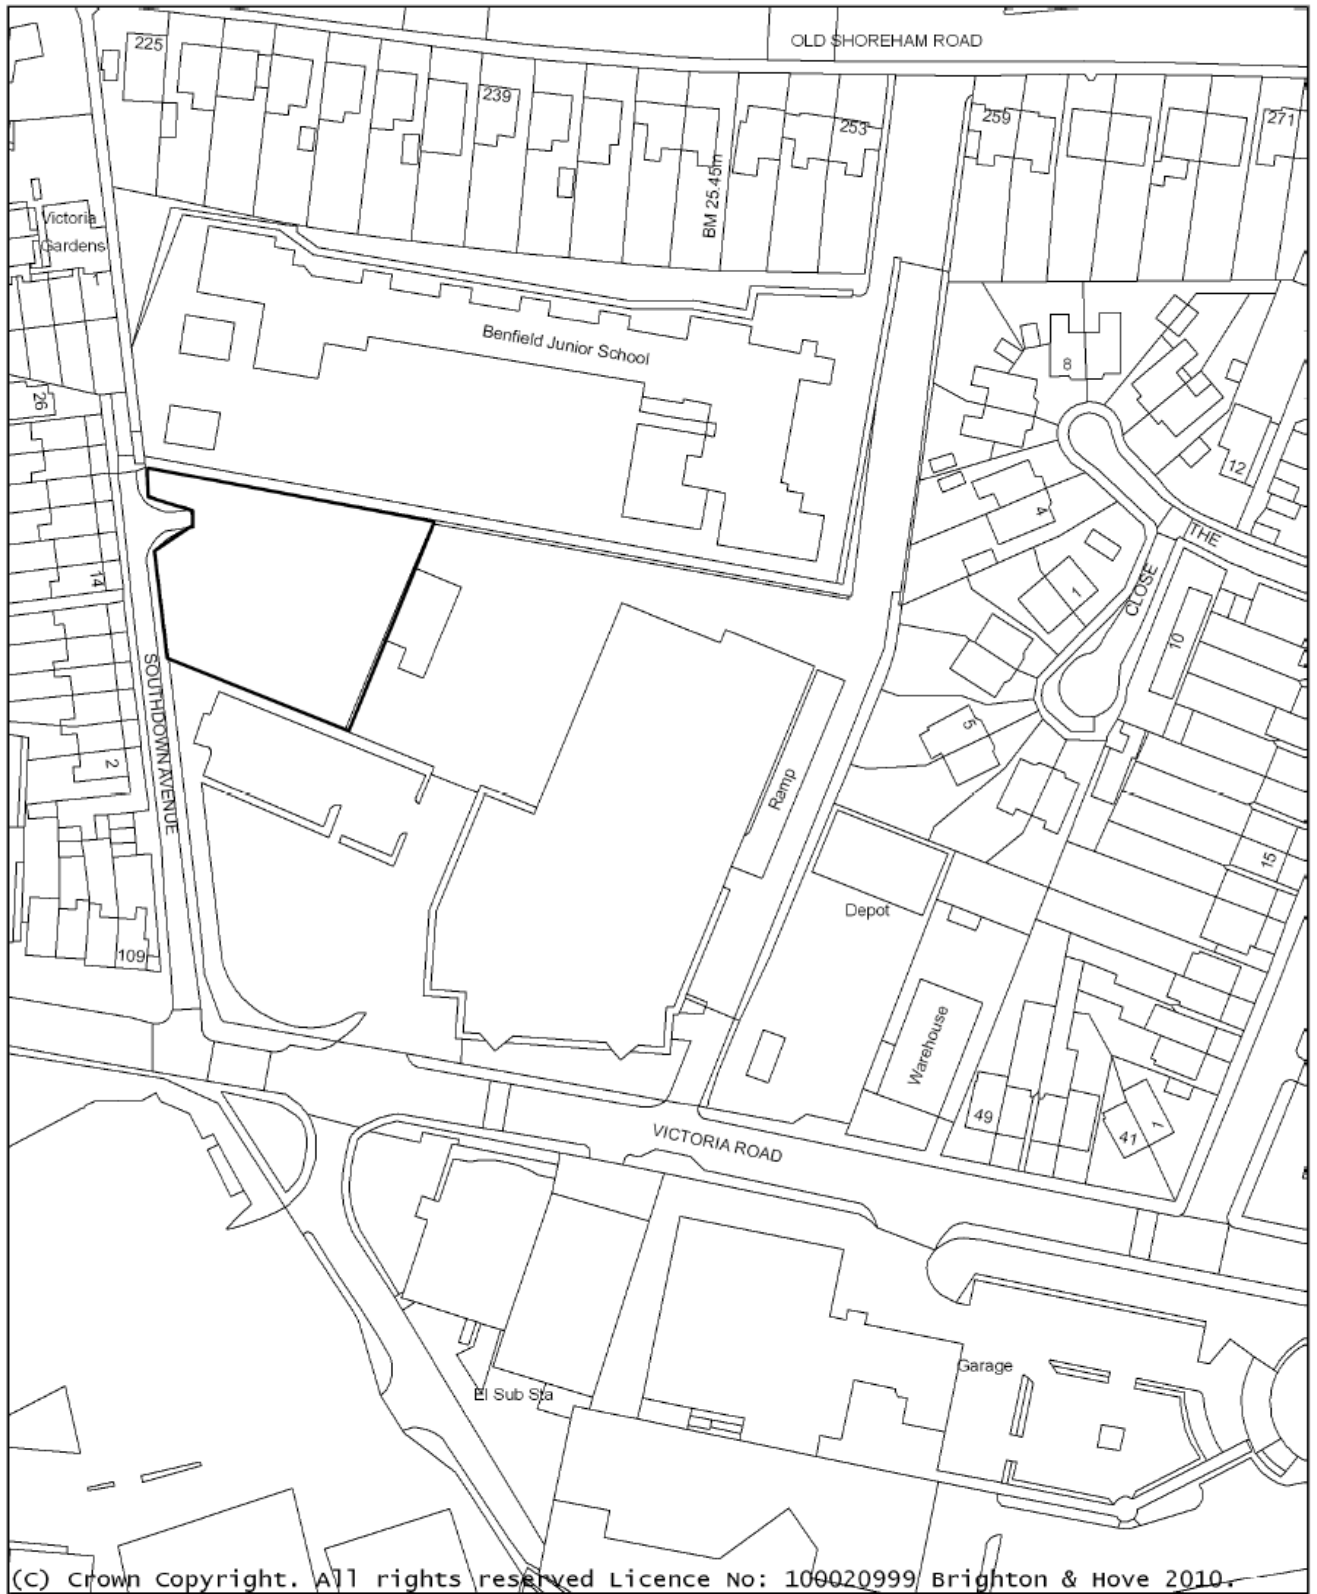 OLD SHOREHAM ROAD
225
239
253
259
271
BM 25.45m
Victoria
Gardens
Benfield Junior School
8
26
12
4
THE
14
1
CLOSE
10
SOUTHDOWN AVENUE
5
2
Ramp
15
Depot
109
Warehouse
49
41
1
VICTORIA ROAD
Garage
El Sub Sta
(C) Crown Copyright. All rights reserved Licence No: 100020999 Brighton & Hove 2010.